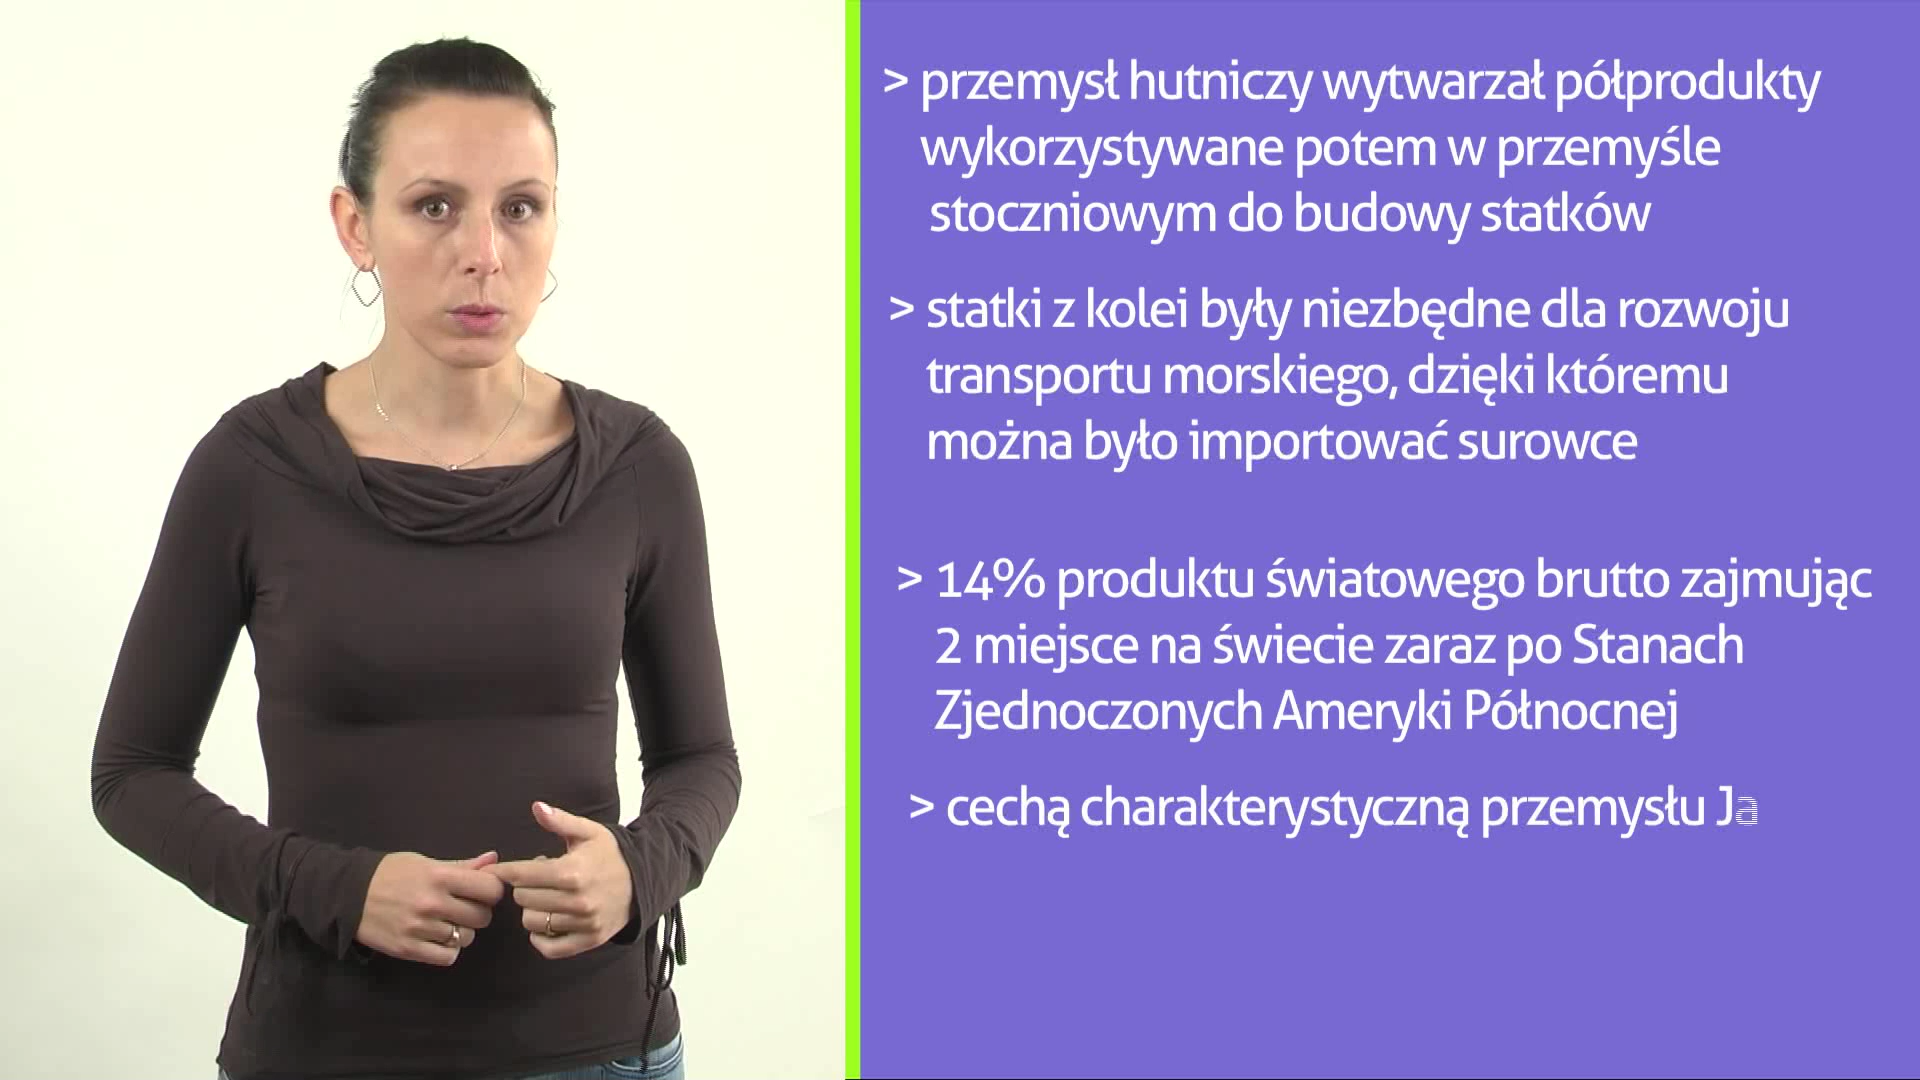 > przemysł hutniczy wytwarzał półprodukty
wykorzystywane potem w przemyśle
stoczniowym do budowy statków
> statki z kolei były niezbędne dla rozwoju
transportu morskiego, dzięki któremu
można było importować surowce
> 14% produktu światowego brutto zajmując
2 miejsce na świecie zaraz po Stanach
Zjednoczonych Ameryki Północnej
> cechą charakterystyczną przemysłu Ja